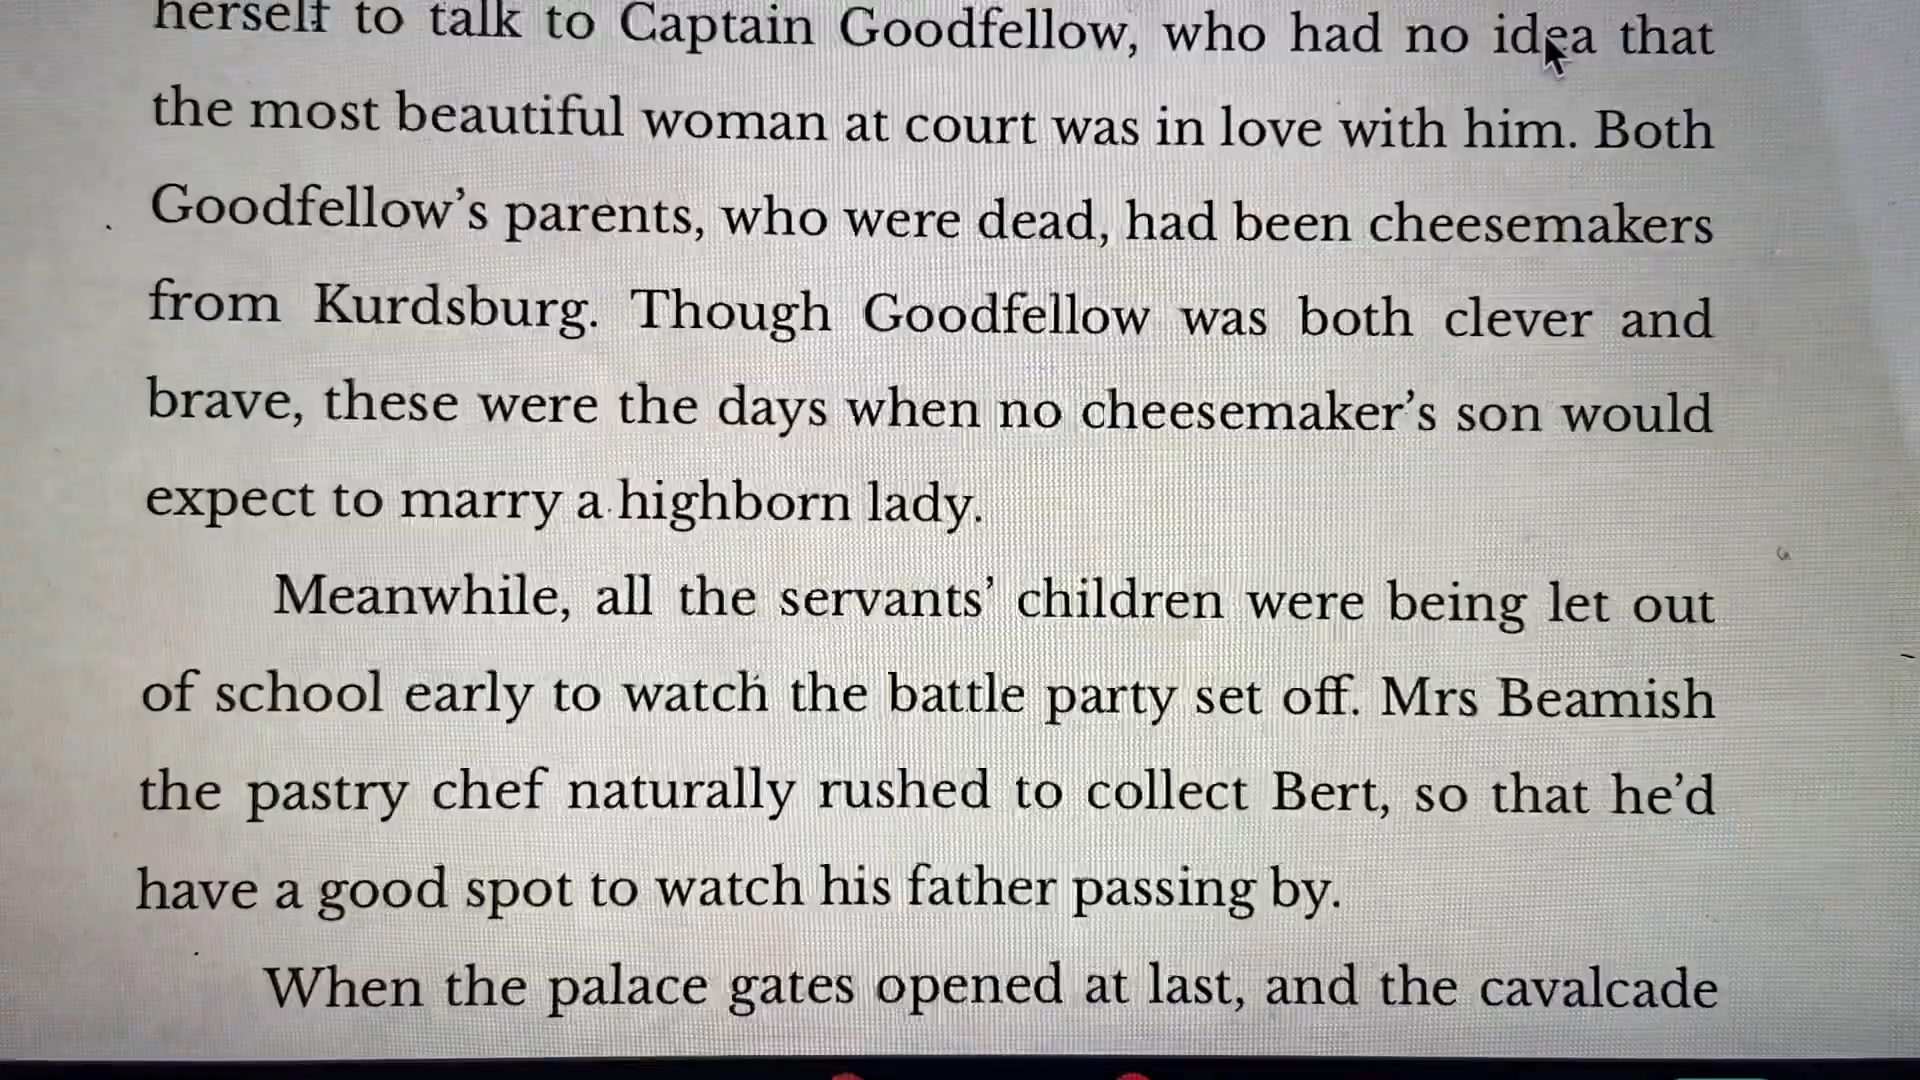 herself to talk to Captain Goodfellow, who had no idea that
the most beautiful woman at court was in love with him. Both
Goodfellow’s parents, who were dead, had been cheesemakers
from Kurdsburg. Though Goodfellow was both clever and
brave, these were the days when no cheesemaker’s son would
expect to marry a highborn lady.
Meanwhile, all the servants’ children were being let out
of school early to watch the battle party set off. Mrs Beamish
the pastry chef naturally rushed to collect Bert, so that he’d
have a good spot to watch his father passing by.
When the palace gates opened at last, and the cavalcade